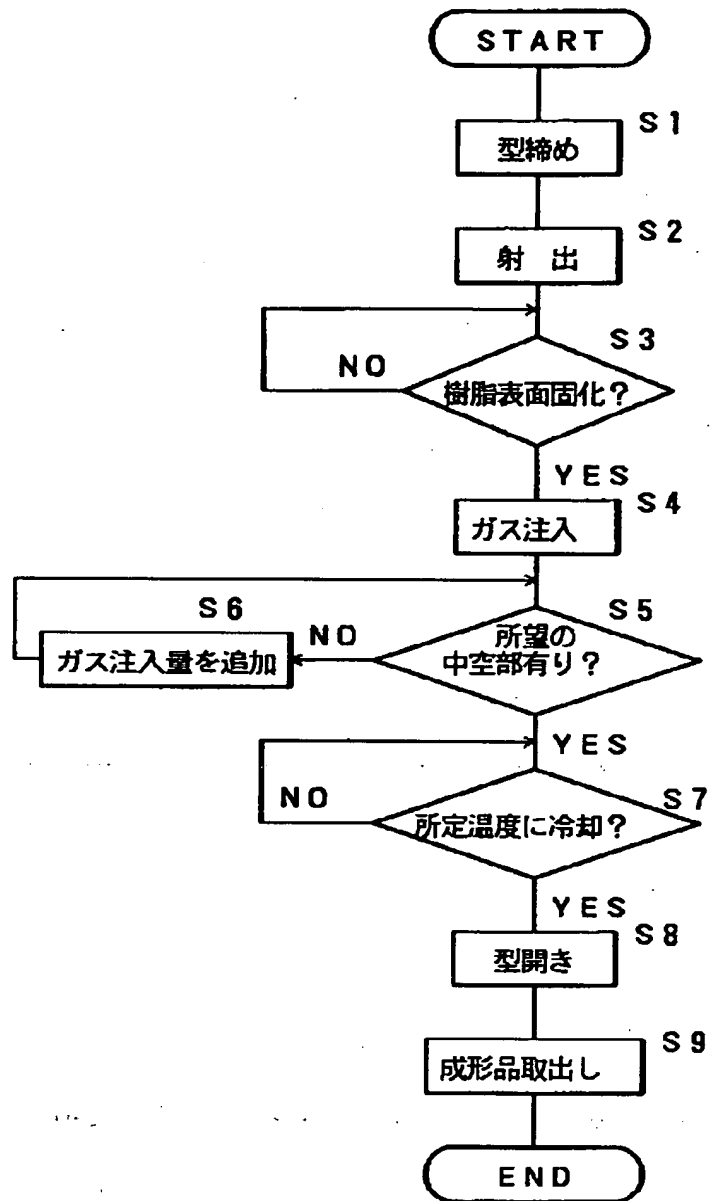 START
S1
型締め
S2
射 出
S3
NO
樹脂表面固化?
YES
S4
ガス注入
S6
S5
ガス注入量を追加
NO
所望の
中空部有り?
YES
NO
S7
所定温度に冷却?
YES
S8
型開き
S9
成形品取出し
END